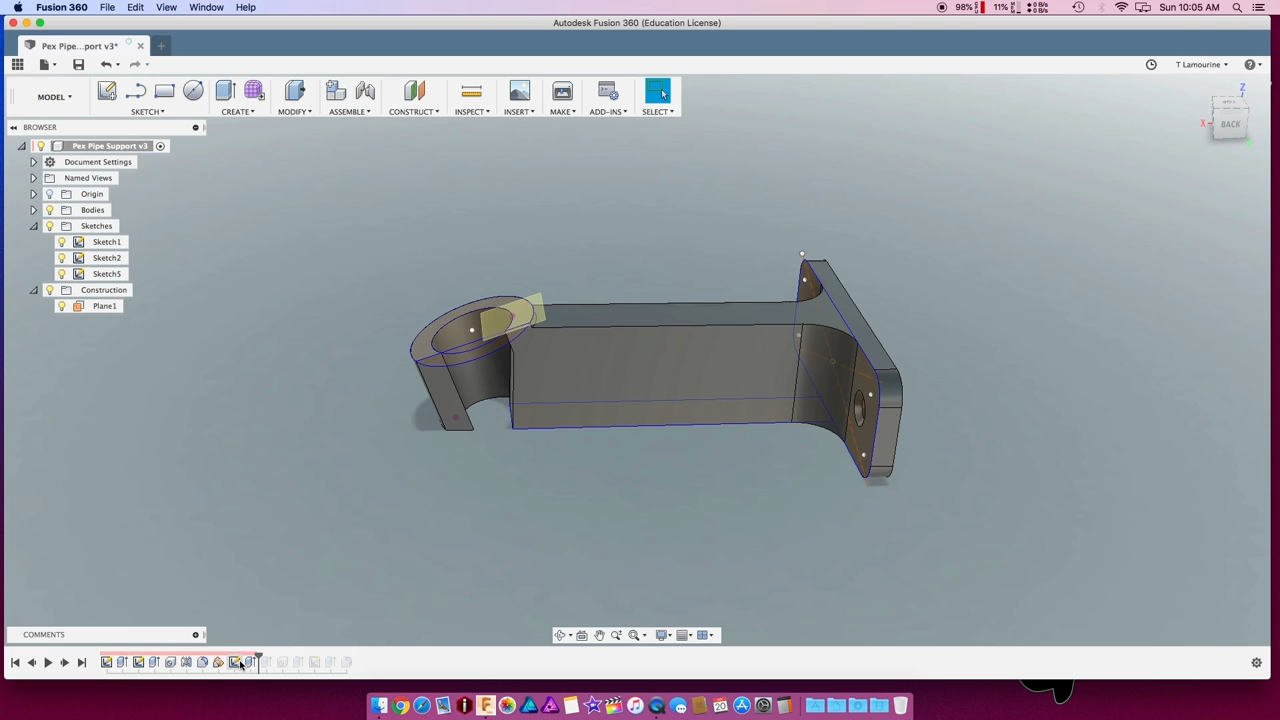 Fusion 360 File Edit View Window Help 98% 11% Sun 10:05 AM
Autodesk Fusion 360 (Education License)
Pex Pipe...port v3*
T Lamourine
MODEL
SKETCH CREATE MODIFY ASSEMBLE CONSTRUCT INSPECT INSERT MAKE ADD-INS SELECT
BROWSER
Pex Pipe Support v3
Document Settings
Named Views
Origin
Bodies
Sketches
Sketch1
Sketch2
Sketch5
Construction
Plane1
Z
X
BACK
COMMENTS